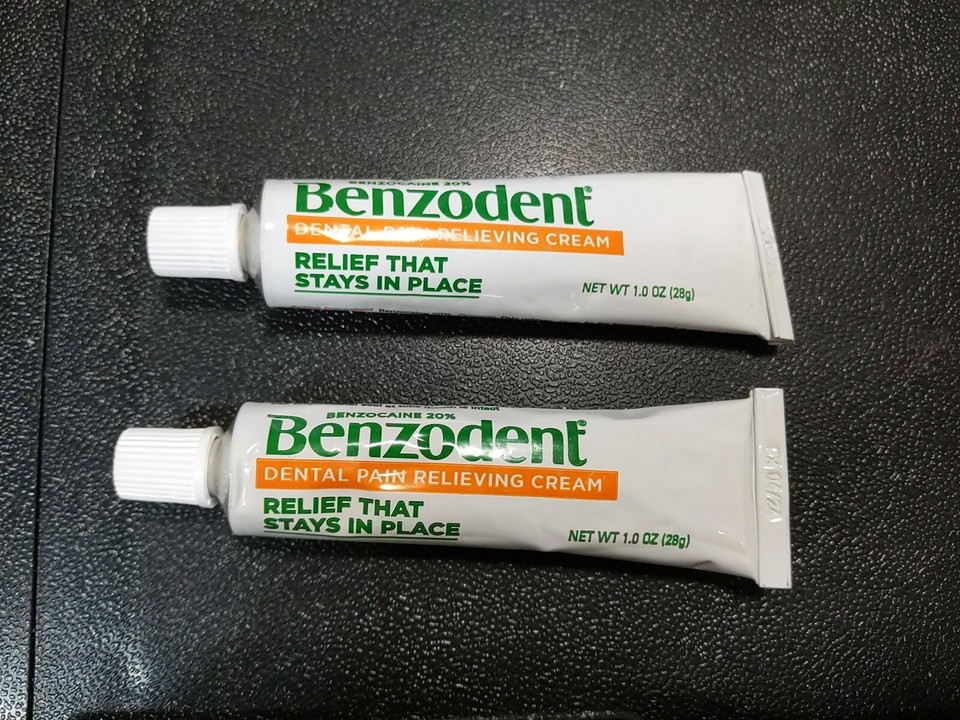 BENZOCAINE 20%
Benzodent®
DENTAL PAIN RELIEVING CREAM
RELIEF THAT
STAYS IN PLACE
NET WT 1.0 OZ (28g)
intact
BENZOCAINE 20%
Benzodent®
DENTAL PAIN RELIEVING CREAM
RELIEF THAT
STAYS IN PLACE
NET WT 1.0 OZ (28g)